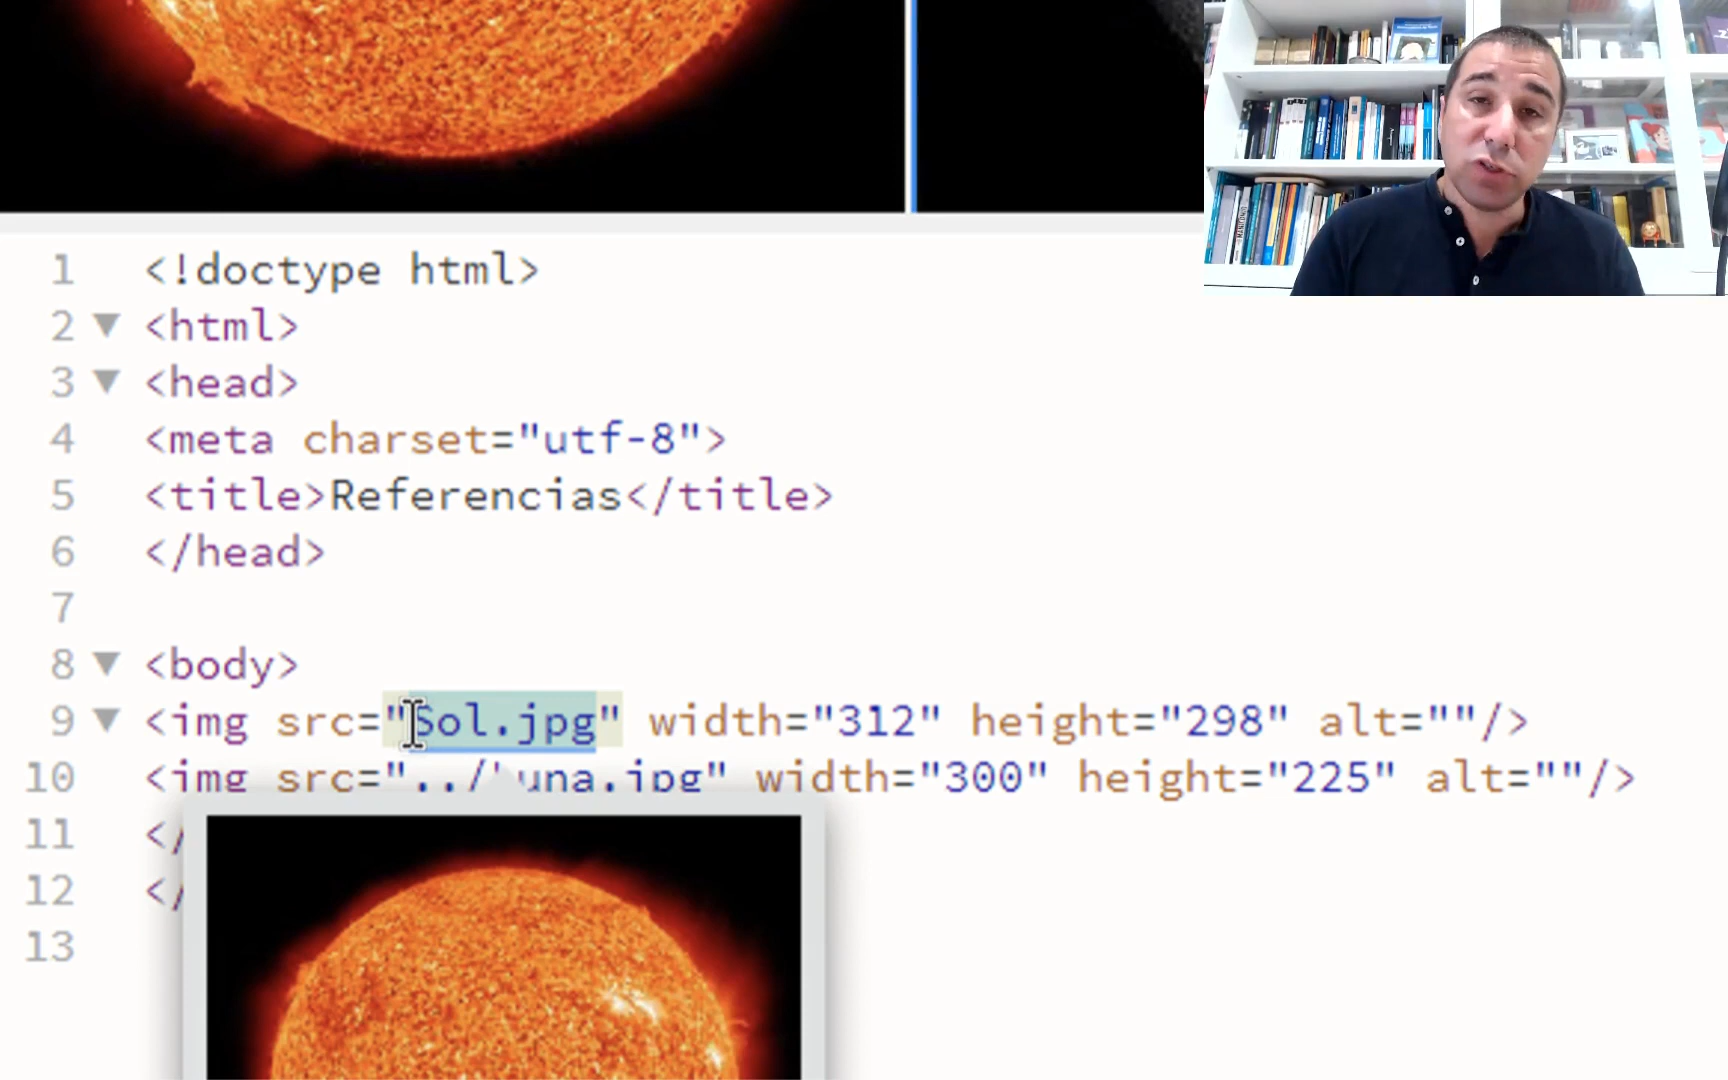 1 <!doctype html>
2 <html>
3 <head>
4 <meta charset="utf-8">
5 <title>Referencias</title>
6 </head>
7
8 <body>
9 <img src="Sol.jpg" width="312" height="298" alt=""/>
10 <img src="../ una.jpg" width="300" height="225" alt=""/>
11 </
12 </
13